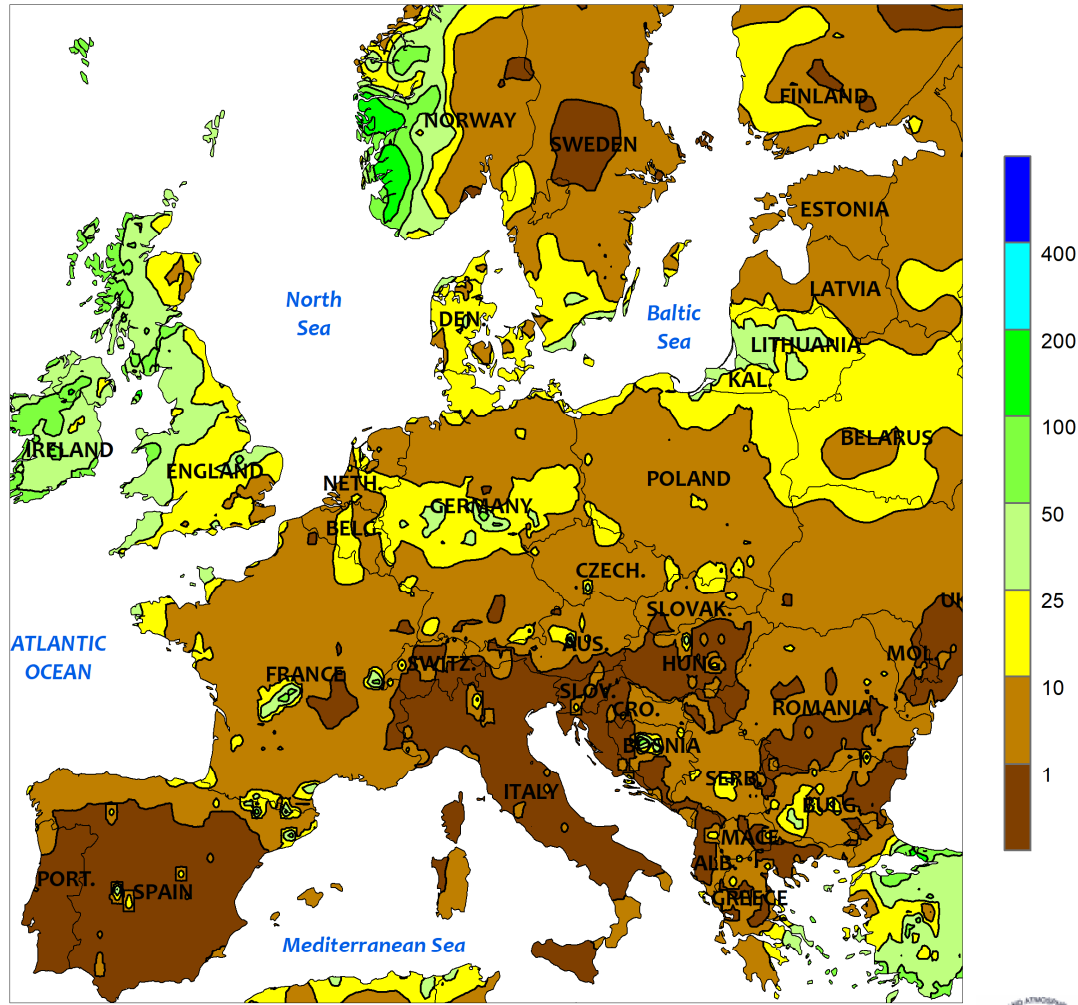 NORWAY
FINLAND
SWEDEN
ESTONIA
400
LATVIA
North
Sea
Baltic
Sea
DEN.
200
LITHUANIA
KAL.
100
BELARUS
IRELAND
ENGLAND
NETH.
POLAND
GERMANY
50
BELG.
CZECH.
25
SLOVAK.
UK
ATLANTIC
OCEAN
AUS.
MOL.
SWITZ.
HUNG.
FRANCE
10
SLOV.
CRO.
ROMANIA
BOSNIA
1
SERB.
ITALY
BULG.
MACE.
ALB.
PORT.
SPAIN
GREECE
Mediterranean Sea